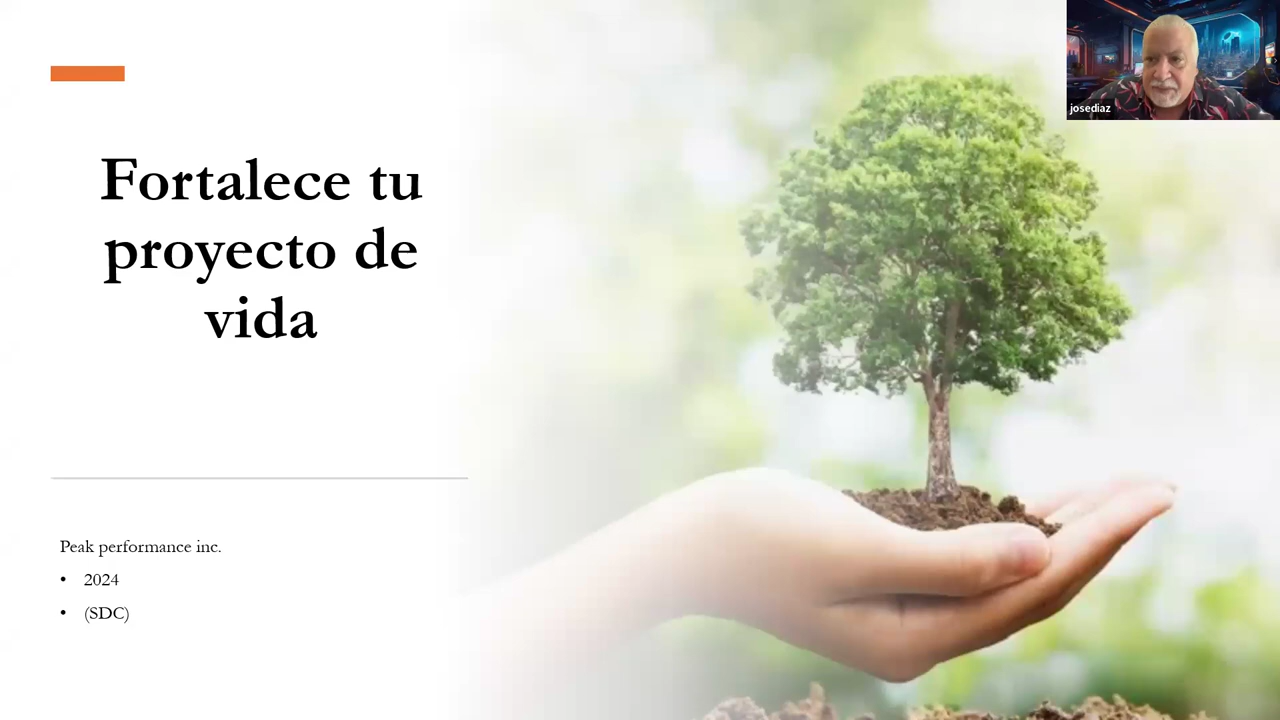 josediaz
Fortalece tu
proyecto de
vida
Peak performance inc.
• 2024
• (SDC)